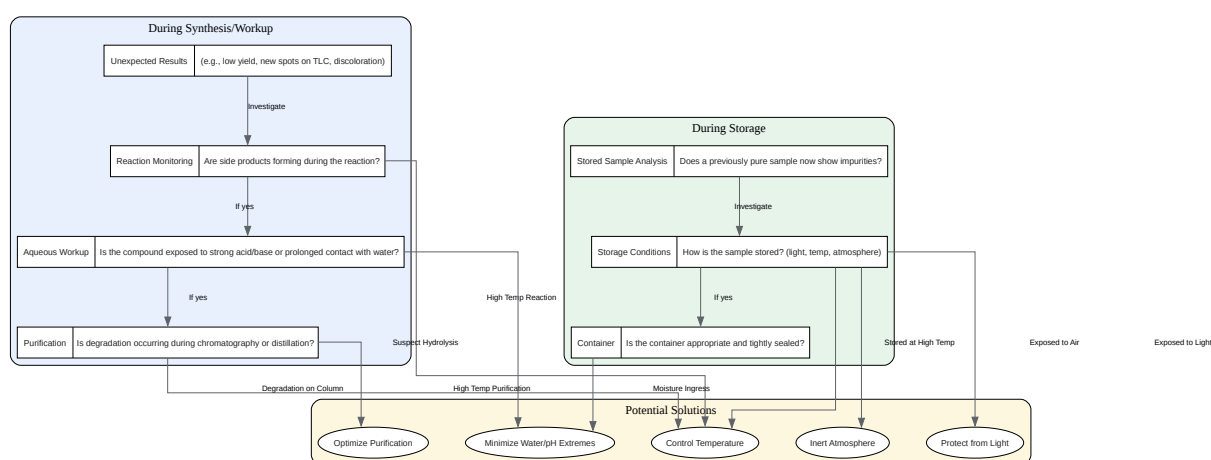 During Synthesis/Workup
Unexpected Results
(e.g., low yield, new spots on TLC, discoloration)
Investigate
Reaction Monitoring
Are side products forming during the reaction?
If yes
Aqueous Workup
Is the compound exposed to strong acid/base or prolonged contact with water?
If yes
Purification
Is degradation occurring during chromatography or distillation?
During Storage
Stored Sample Analysis
Does a previously pure sample now show impurities?
Investigate
Storage Conditions
How is the sample stored? (light, temp, atmosphere)
If yes
Container
Is the container appropriate and tightly sealed?
High Temp Reaction
Suspect Hydrolysis
Stored at High Temp
Exposed to Air
Exposed to Light
Degradation on Column
High Temp Purification
Moisture Ingress
Potential Solutions
Optimize Purification
Minimize Water/pH Extremes
Control Temperature
Inert Atmosphere
Protect from Light